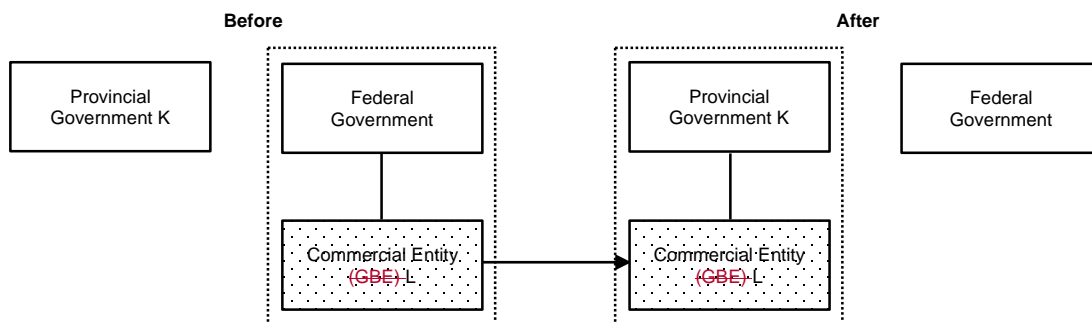 Before
After
Provincial
Government K
Federal
Government
Provincial
Government K
Federal
Government
Commercial Entity
(GBE) L
Commercial Entity
(GBE) L